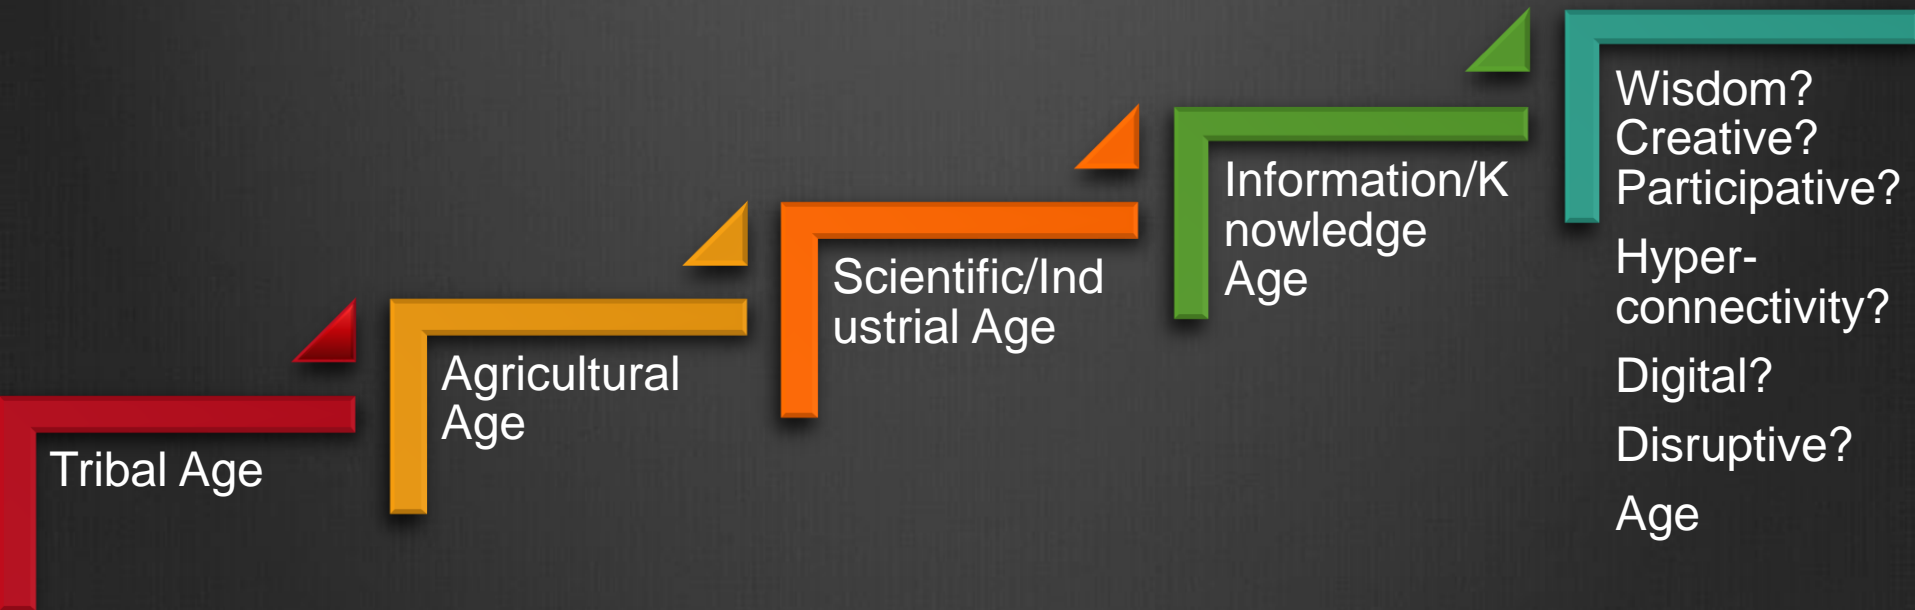 Tribal Age
Agricultural
Age
Scientific/Ind
ustrial Age
Information/K
nowledge
Age
Wisdom?
Creative?
Participative?
Hyper-
connectivity?
Digital?
Disruptive?
Age